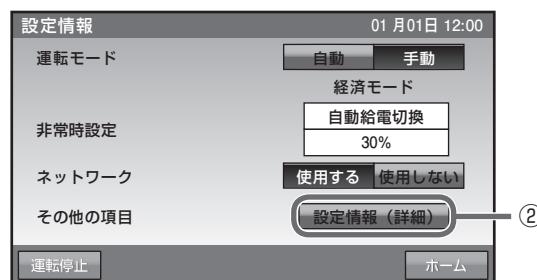 設定情報 01月01日 12:00
運転モード 自動 手動
経済モード
非常時設定 自動給電切換
30%
ネットワーク 使用する 使用しない
その他の項目 設定情報（詳細） ②
運転停止 ホーム